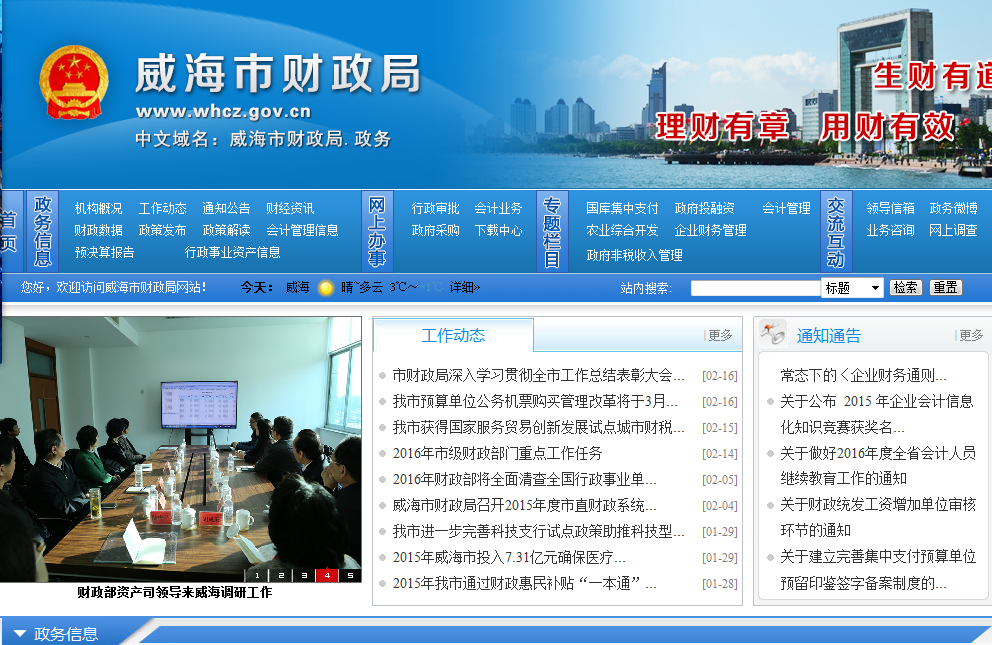 威海市财政局
www.whcz.gov.cn
中文域名：威海市财政局.政务
生财有道
理财有章 用财有效
首页
政务信息
机构概况 工作动态 通知公告 财经资讯
财政数据 政策发布 政策解读 会计管理信息
预决算报告 行政事业资产信息
网上办事
行政审批 会计业务
政府采购 下载中心
专题栏目
国库集中支付 政府投融资 会计管理
农业综合开发 企业财务管理
政府非税收入管理
交流互动
领导信箱 政务微博
业务咨询 网上调查
您好，欢迎访问威海市财政局网站！ 今天： 威海 晴~多云 3℃～-1℃ 详细»
站内搜索： 标题 检索 重置
1 2 3 4 5
财政部资产司领导来威海调研工作
工作动态 更多
市财政局深入学习贯彻全市工作总结表彰大会... [02-16]
我市预算单位公务机票购买管理改革将于3月... [02-16]
我市获得国家服务贸易创新发展试点城市财税... [02-15]
2016年市级财政部门重点工作任务 [02-14]
2016年财政部将全面清查全国行政事业单... [02-05]
威海市财政局召开2015年度市直财政系统... [02-04]
我市进一步完善科技支行试点政策助推科技型... [01-29]
2015年威海市投入7.31亿元确保医疗... [01-29]
2015年我市通过财政惠民补贴“一本通”... [01-28]
通知通告 更多
常态下的〈企业财务通则...
关于公布 2015年企业会计信息
化知识竞赛获奖名...
关于做好2016年度全省会计人员
继续教育工作的通知
关于财政统发工资增加单位审核
环节的通知
关于建立完善集中支付预算单位
预留印鉴签字备案制度的...
政务信息